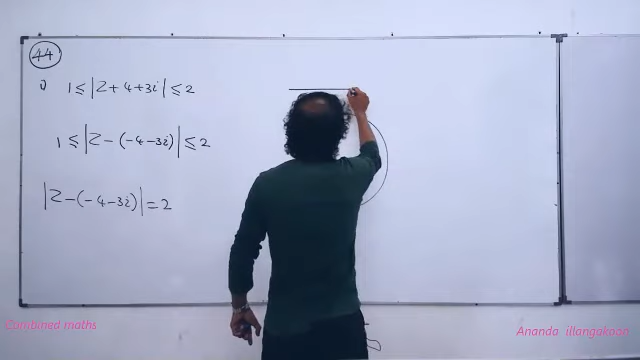 44
i) 1 ≤ |Z + 4 + 3i| ≤ 2
1 ≤ |Z - (-4 - 3i)| ≤ 2
|Z - (-4 - 3i)| = 2
Combined maths
Ananda illangakoon